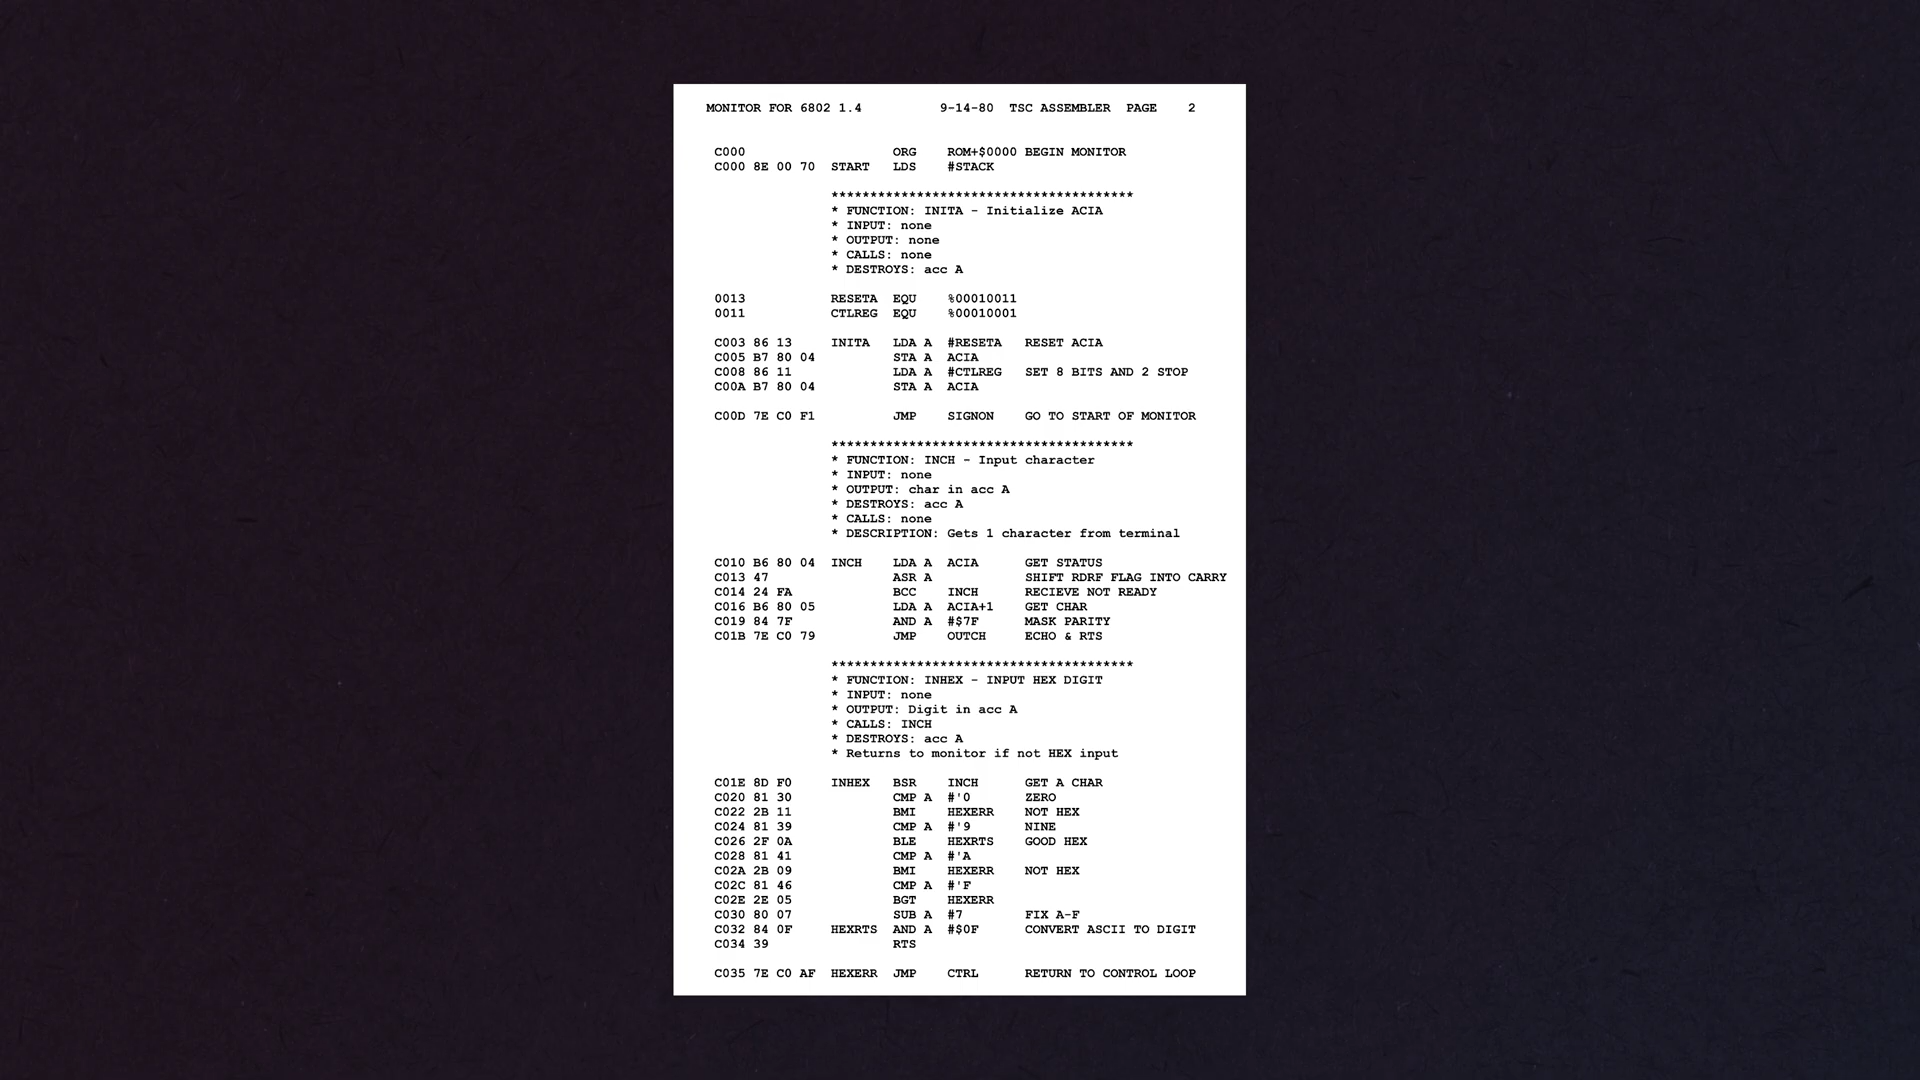 MONITOR FOR 6802 1.4          9-14-80  TSC ASSEMBLER  PAGE    2
C000                   ORG    ROM+$0000 BEGIN MONITOR
C000 8E 00 70  START   LDS    #STACK
***************************************
* FUNCTION: INITA - Initialize ACIA
* INPUT: none
* OUTPUT: none
* CALLS: none
* DESTROYS: acc A
0013           RESETA  EQU    %00010011
0011           CTLREG  EQU    %00010001
C003 86 13     INITA   LDA A  #RESETA   RESET ACIA
C005 B7 80 04          STA A  ACIA
C008 86 11             LDA A  #CTLREG   SET 8 BITS AND 2 STOP
C00A B7 80 04          STA A  ACIA
C00D 7E C0 F1          JMP    SIGNON    GO TO START OF MONITOR
***************************************
* FUNCTION: INCH - Input character
* INPUT: none
* OUTPUT: char in acc A
* DESTROYS: acc A
* CALLS: none
* DESCRIPTION: Gets 1 character from terminal
C010 B6 80 04  INCH    LDA A  ACIA      GET STATUS
C013 47                ASR A            SHIFT RDRF FLAG INTO CARRY
C014 24 FA             BCC    INCH      RECIEVE NOT READY
C016 B6 80 05          LDA A  ACIA+1    GET CHAR
C019 84 7F             AND A  #$7F      MASK PARITY
C01B 7E C0 79          JMP    OUTCH     ECHO & RTS
***************************************
* FUNCTION: INHEX - INPUT HEX DIGIT
* INPUT: none
* OUTPUT: Digit in acc A
* CALLS: INCH
* DESTROYS: acc A
* Returns to monitor if not HEX input
C01E 8D F0     INHEX   BSR    INCH      GET A CHAR
C020 81 30             CMP A  #'0       ZERO
C022 2B 11             BMI    HEXERR    NOT HEX
C024 81 39             CMP A  #'9       NINE
C026 2F 0A             BLE    HEXRTS    GOOD HEX
C028 81 41             CMP A  #'A
C02A 2B 09             BMI    HEXERR    NOT HEX
C02C 81 46             CMP A  #'F
C02E 2E 05             BGT    HEXERR
C030 80 07             SUB A  #7        FIX A-F
C032 84 0F     HEXRTS  AND A  #$0F      CONVERT ASCII TO DIGIT
C034 39                RTS
C035 7E C0 AF  HEXERR  JMP    CTRL      RETURN TO CONTROL LOOP